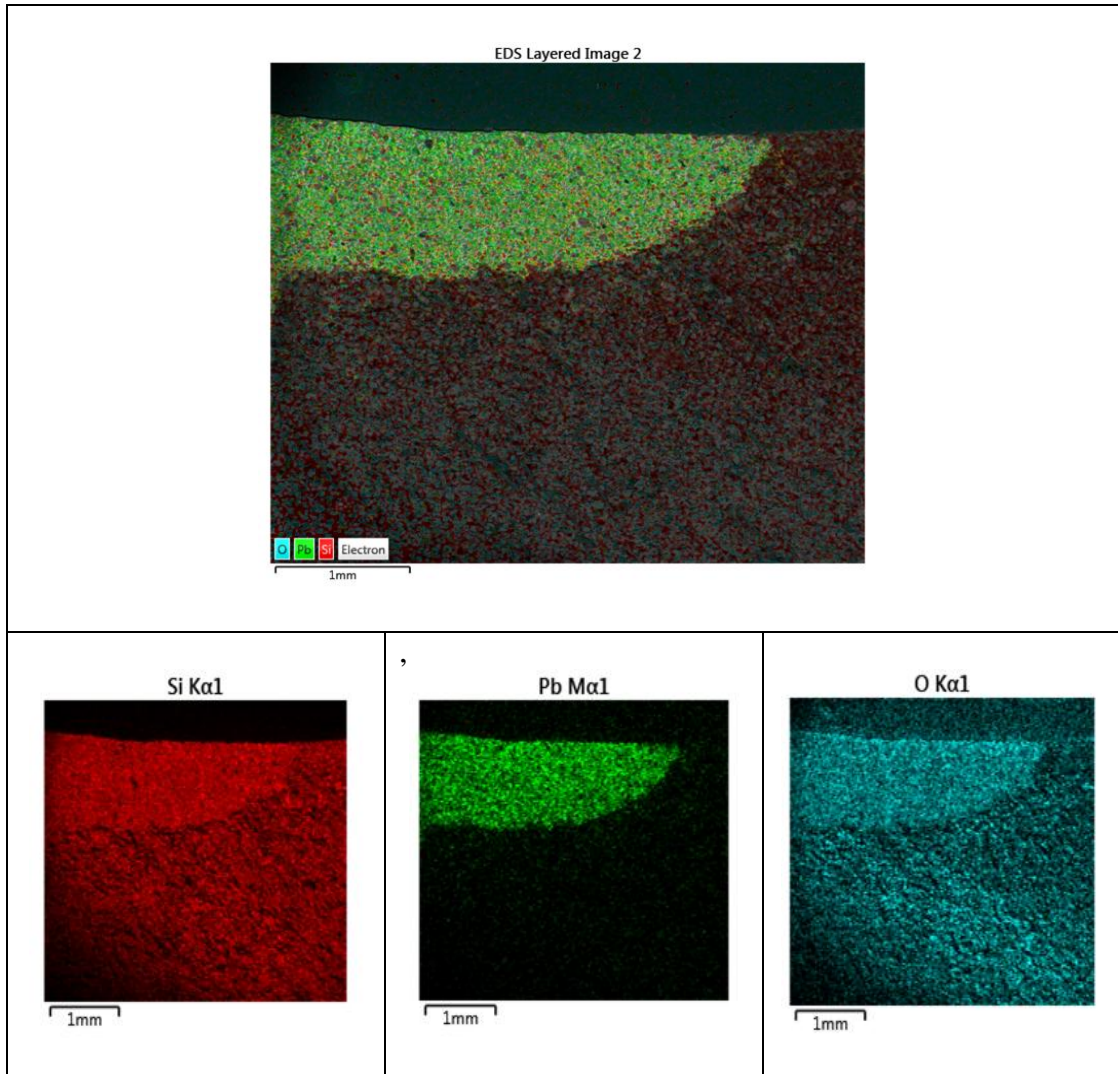 EDS Layered Image 2
O Pb Si Electron
1mm
Si Kα1
1mm
,
Pb Mα1
1mm
O Kα1
1mm